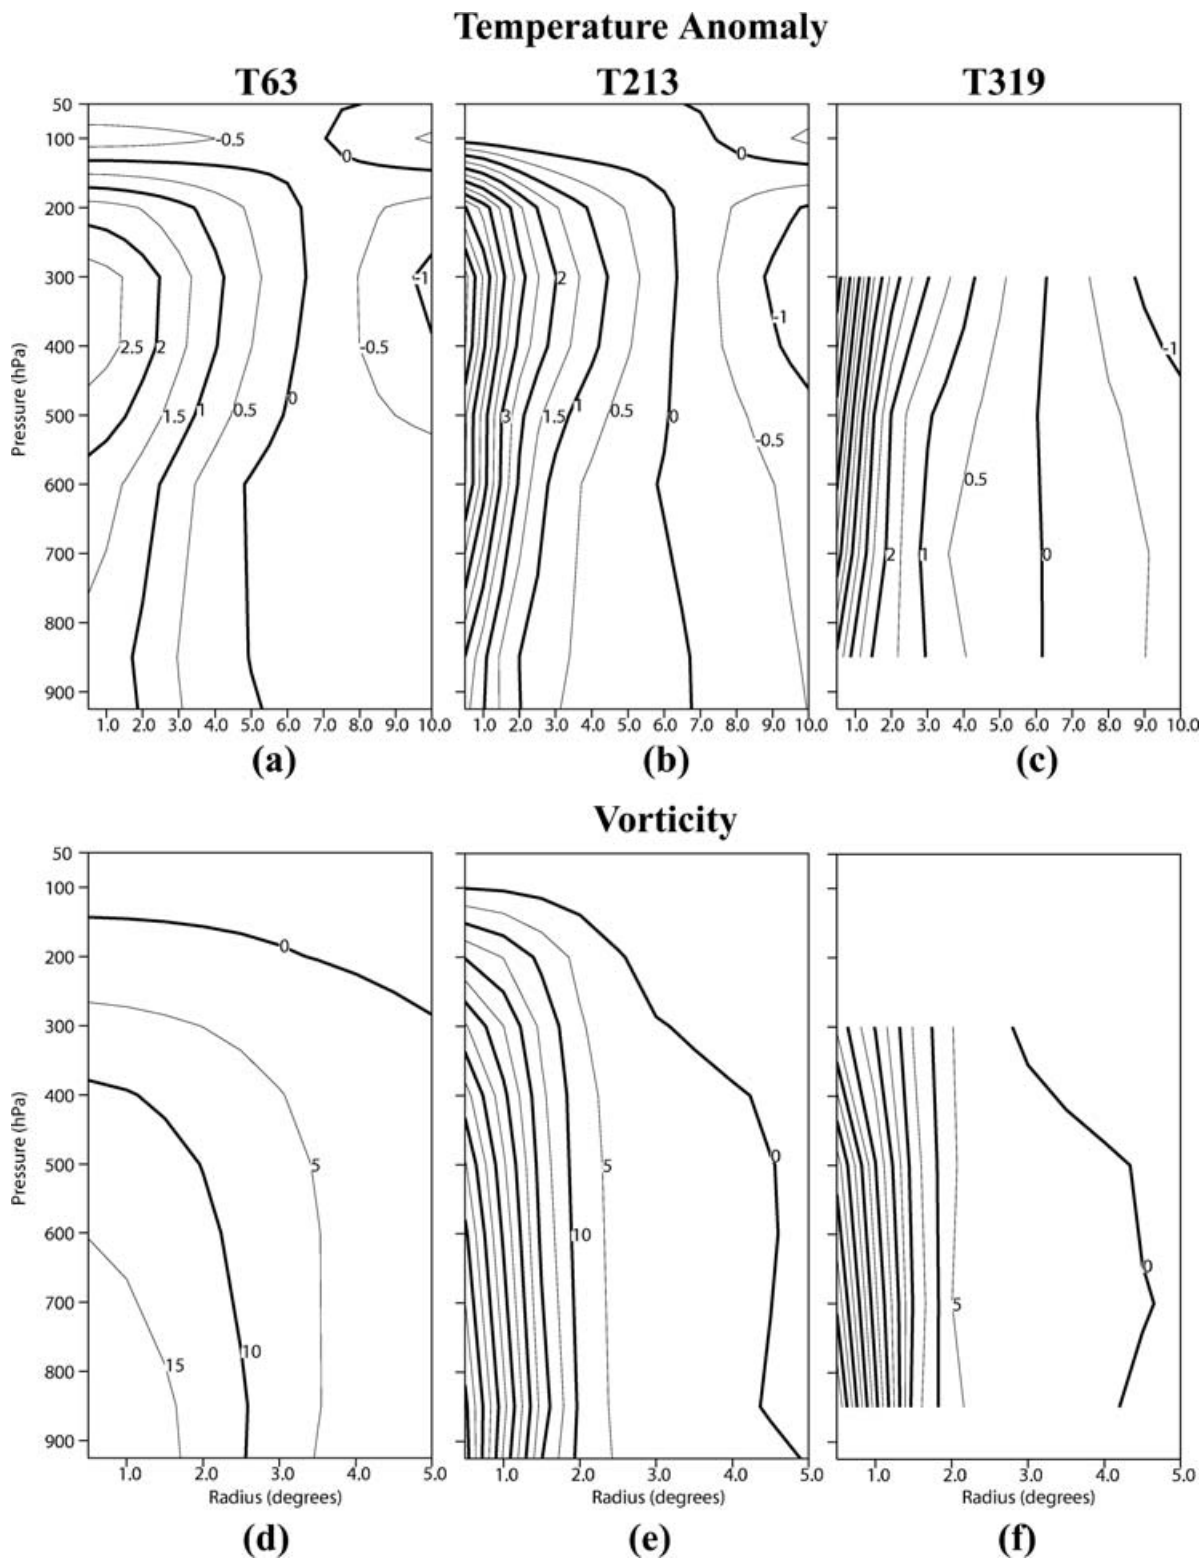 Temperature Anomaly
T63 T213 T319
50
100
200
300
400
500
600
700
800
900
Pressure (hPa)
-0.5
0
-1
2.5 2 -0.5
1.5 1 0.5 0
0
2
-1
3 1.5 1 0.5 0
-0.5
-1
0.5
2 1 0
1.0 2.0 3.0 4.0 5.0 6.0 7.0 8.0 9.0 10.0
1.0 2.0 3.0 4.0 5.0 6.0 7.0 8.0 9.0 10.0
1.0 2.0 3.0 4.0 5.0 6.0 7.0 8.0 9.0 10.0
(a) (b) (c)
Vorticity
50
100
200
300
400
500
600
700
800
900
Pressure (hPa)
0
5
10
15
0
5
10
0
5
1.0 2.0 3.0 4.0 5.0
1.0 2.0 3.0 4.0 5.0
1.0 2.0 3.0 4.0 5.0
Radius (degrees) Radius (degrees) Radius (degrees)
(d) (e) (f)